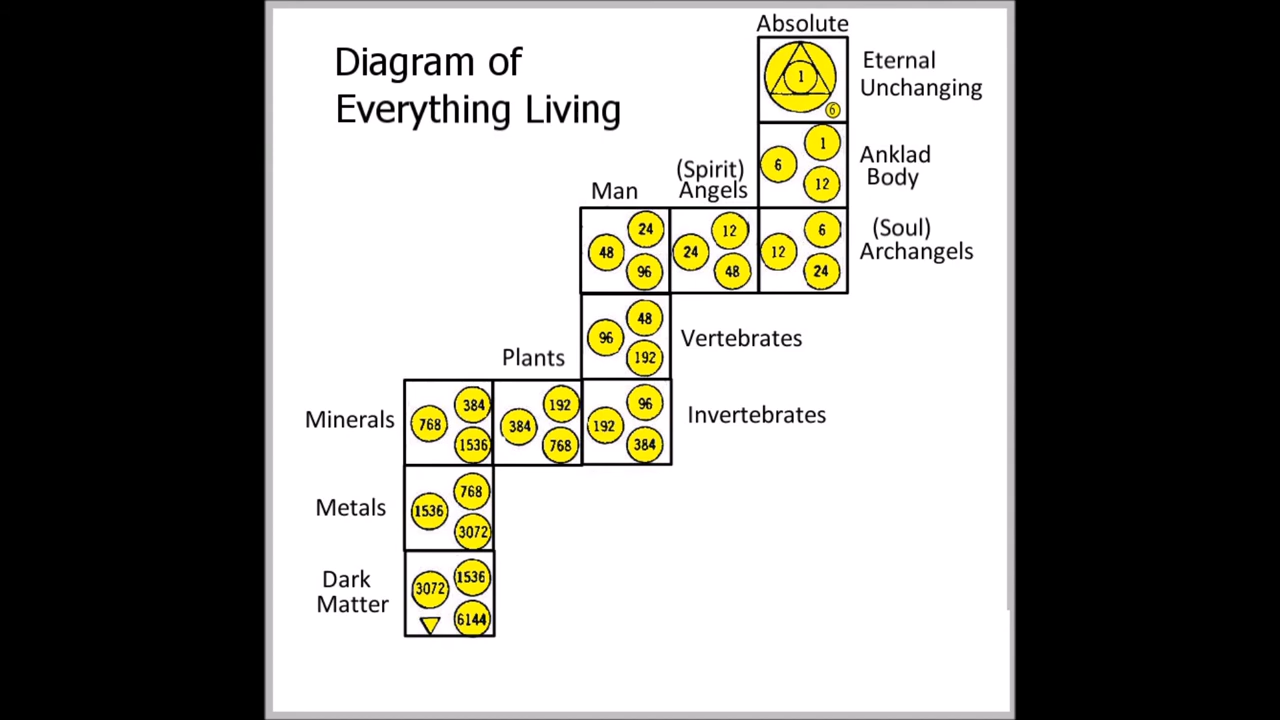 Absolute
Diagram of
Everything Living
1
6
Eternal
Unchanging
1
6
12
Anklad
Body
(Spirit)
Man
Angels
24
48
96
12
24
48
6
12
24
(Soul)
Archangels
48
96
192
Vertebrates
Plants
Minerals
384
768
1536
192
384
768
96
192
384
Invertebrates
Metals
768
1536
3072
Dark
Matter
1536
3072
6144